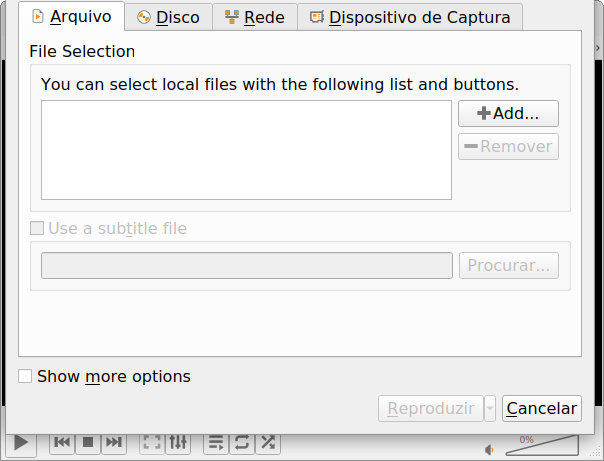 Arquivo Disco Rede Dispositivo de Captura
File Selection
You can select local files with the following list and buttons.
Add...
Remover
Use a subtitle file
Procurar...
Show more options
Reproduzir Cancelar
0%